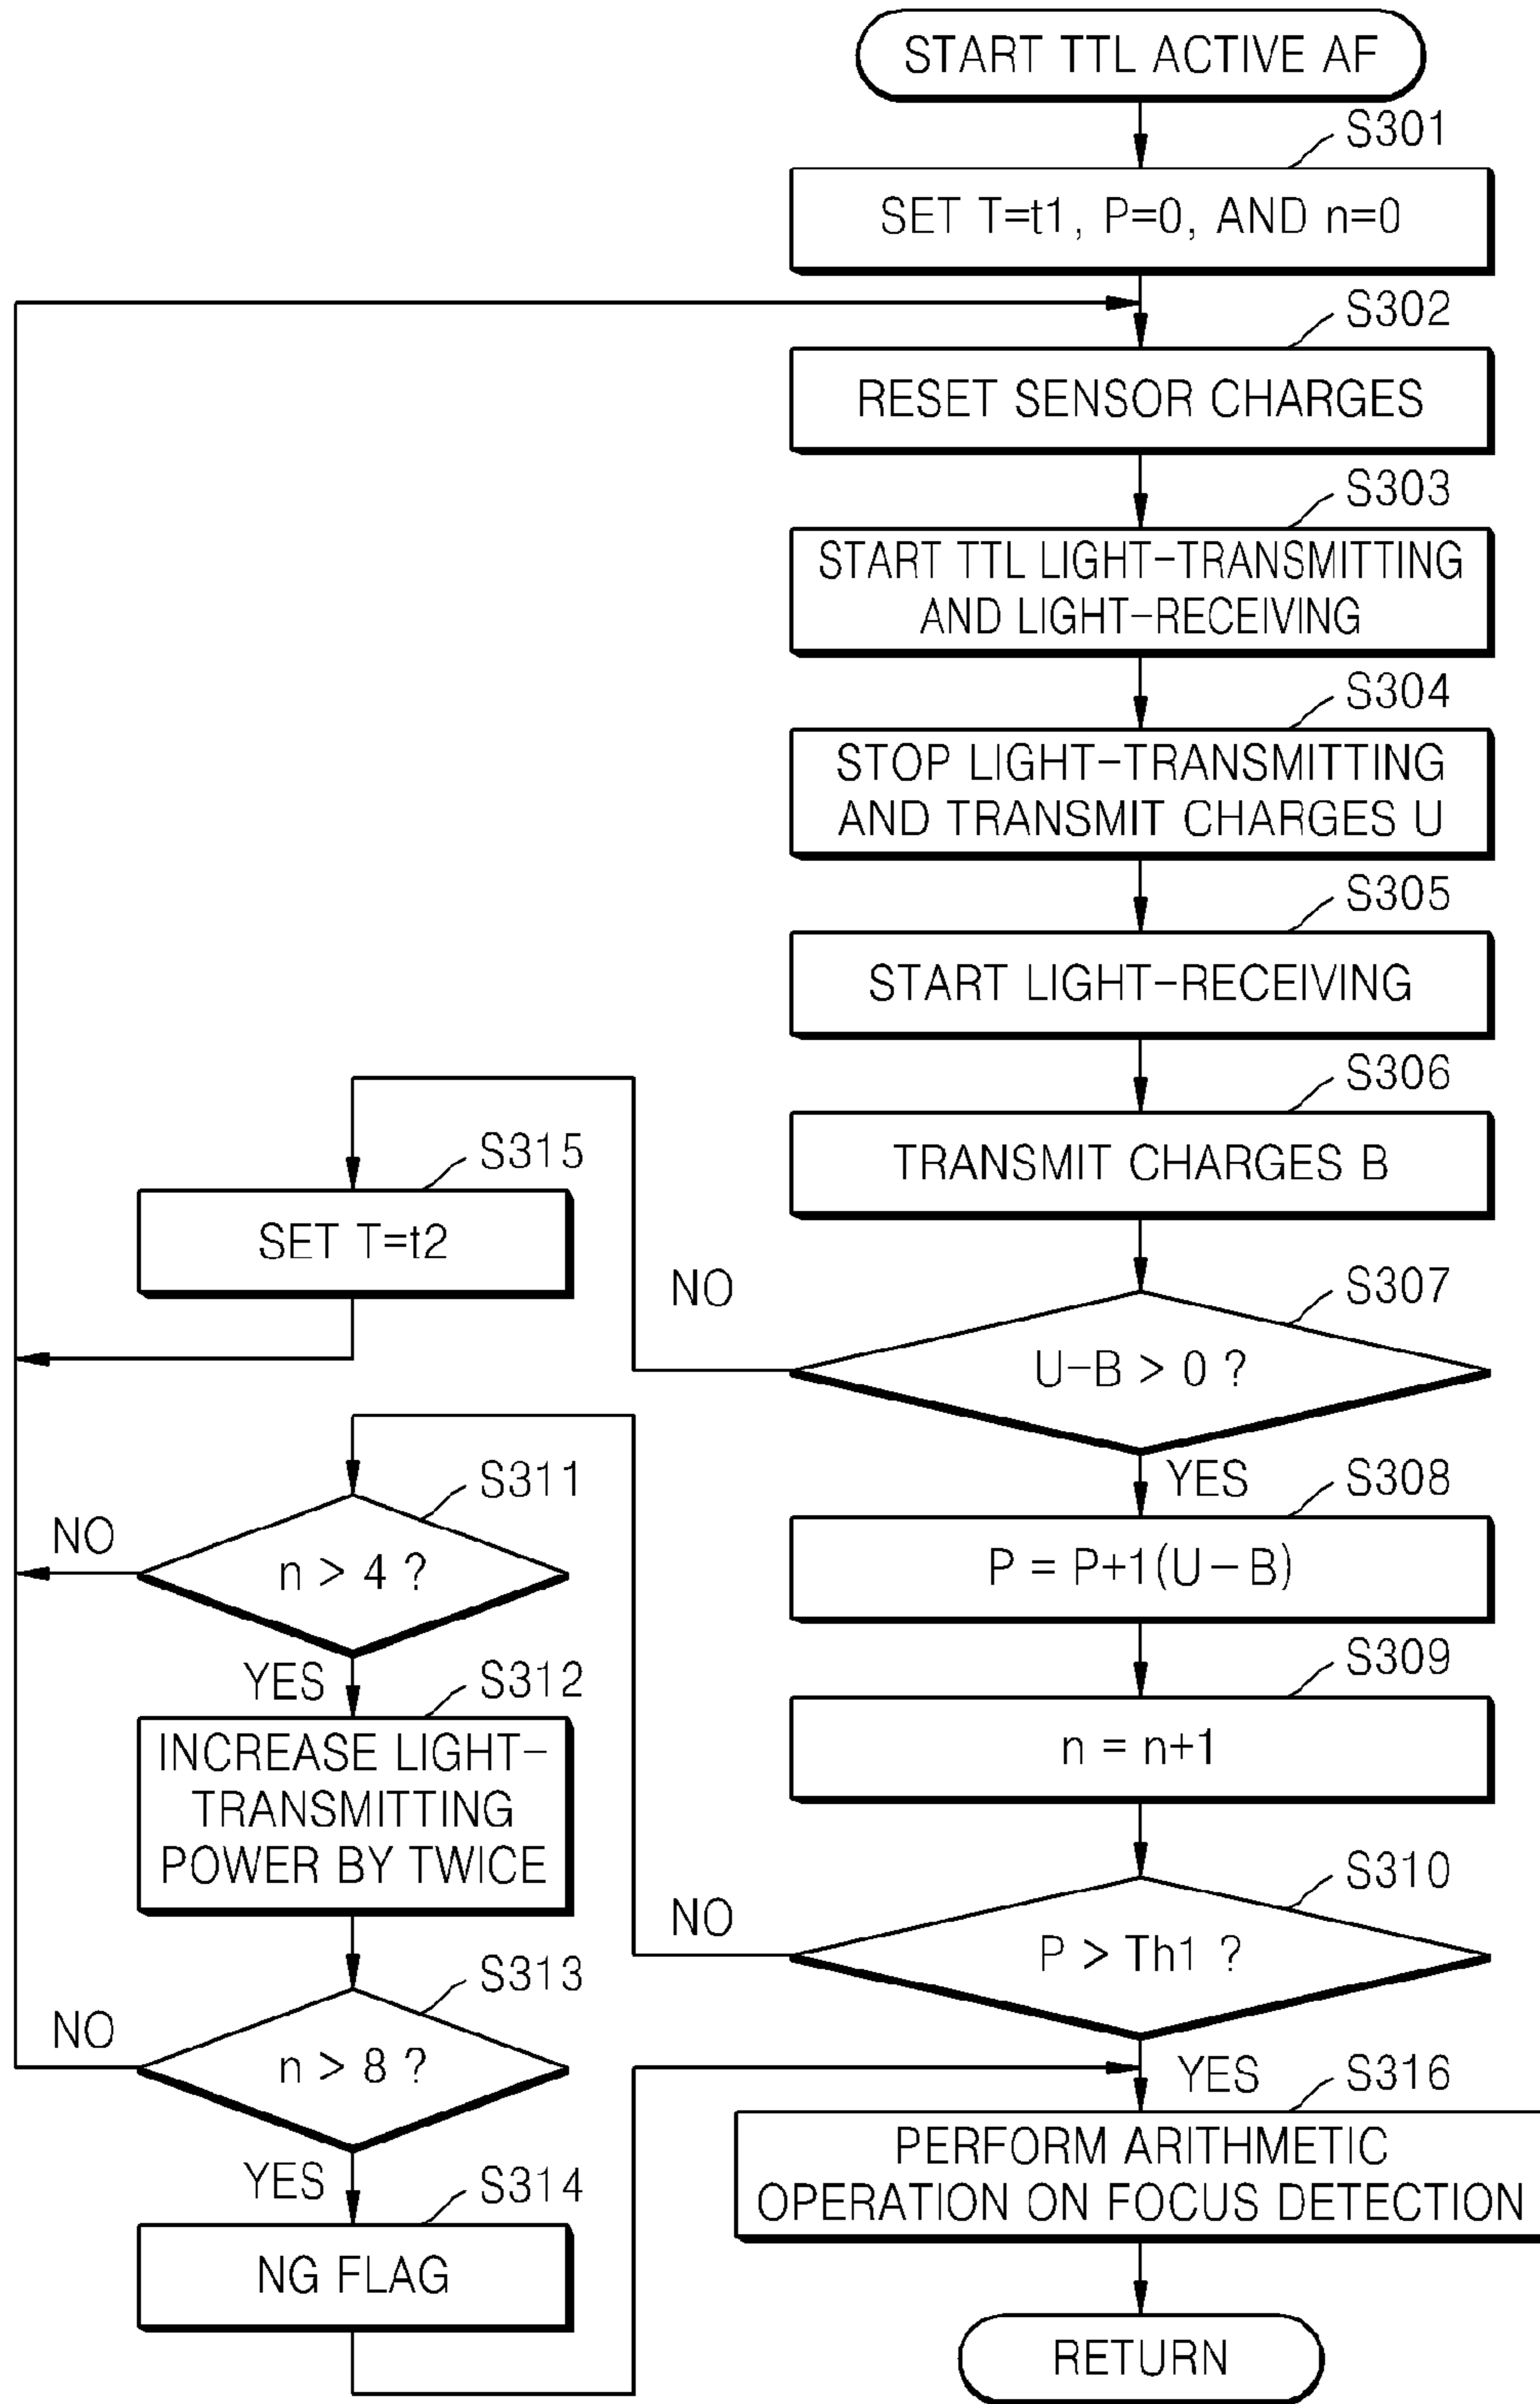 START TTL ACTIVE AF
S301
SET T=t1, P=0, AND n=0
S302
RESET SENSOR CHARGES
S303
START TTL LIGHT-TRANSMITTING
AND LIGHT-RECEIVING
S304
STOP LIGHT-TRANSMITTING
AND TRANSMIT CHARGES U
S305
START LIGHT-RECEIVING
S306
TRANSMIT CHARGES B
S315
SET T=t2
NO
S307
U-B > 0 ?
YES
S308
P = P+1(U-B)
S309
n = n+1
S310
P > Th1 ?
NO
S311
n > 4 ?
NO
YES
S312
INCREASE LIGHT-
TRANSMITTING
POWER BY TWICE
S313
n > 8 ?
NO
YES
S314
NG FLAG
YES
S316
PERFORM ARITHMETIC
OPERATION ON FOCUS DETECTION
RETURN